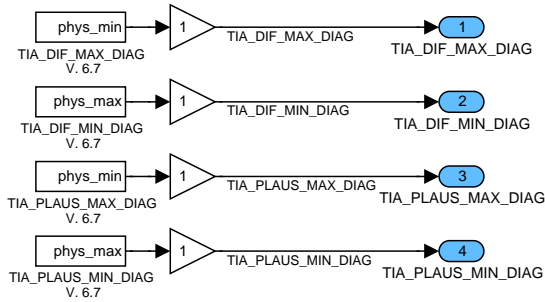 phys_min
1
TIA_DIF_MAX_DIAG
1
TIA_DIF_MAX_DIAG
V. 6.7
TIA_DIF_MAX_DIAG
phys_max
1
TIA_DIF_MIN_DIAG
2
TIA_DIF_MIN_DIAG
V. 6.7
TIA_DIF_MIN_DIAG
phys_min
1
TIA_PLAUS_MAX_DIAG
3
TIA_PLAUS_MAX_DIAG
V. 6.7
TIA_PLAUS_MAX_DIAG
phys_max
1
TIA_PLAUS_MIN_DIAG
4
TIA_PLAUS_MIN_DIAG
V. 6.7
TIA_PLAUS_MIN_DIAG